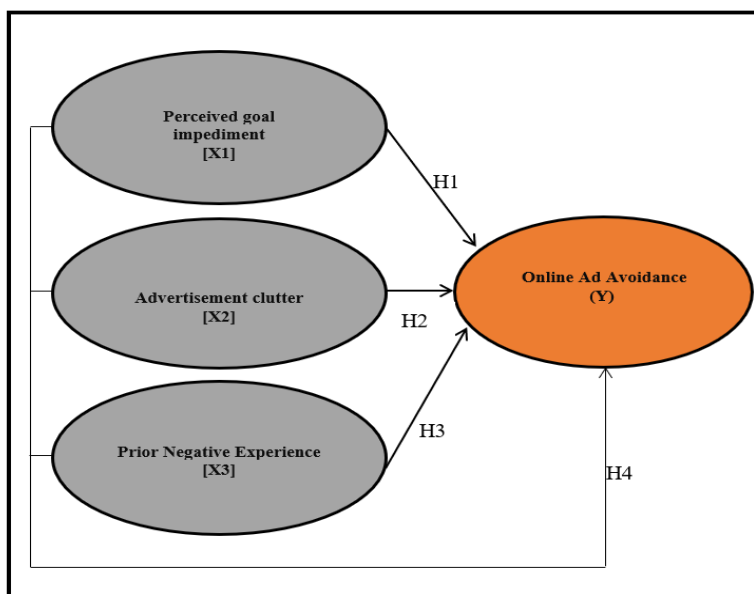 Perceived goal
impediment
[X1]
H1
Advertisement clutter
[X2]
H2
Online Ad Avoidance
(Y)
Prior Negative Experience
[X3]
H3
H4